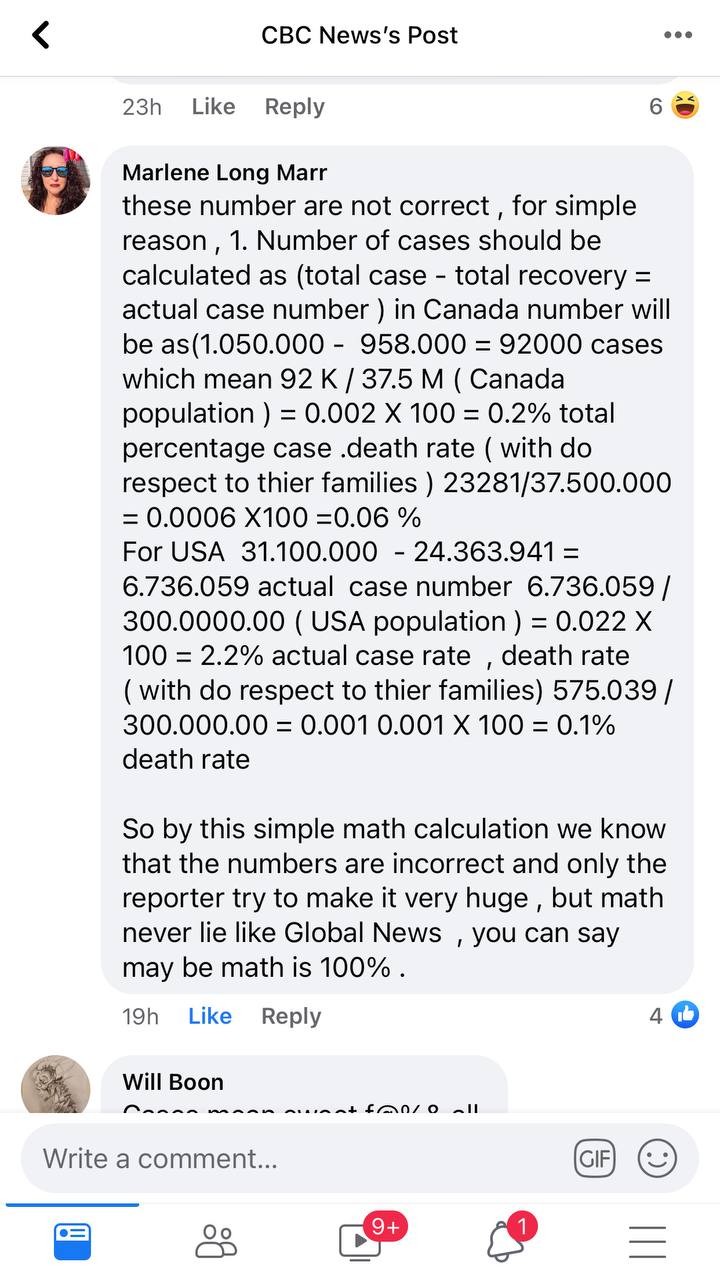 CBC News's Post
23h Like Reply 6
Marlene Long Marr
these number are not correct , for simple
reason , 1. Number of cases should be
calculated as (total case - total recovery =
actual case number ) in Canada number will
be as(1.050.000 - 958.000 = 92000 cases
which mean 92 K / 37.5 M ( Canada
population ) = 0.002 X 100 = 0.2% total
percentage case .death rate ( with do
respect to thier families ) 23281/37.500.000
= 0.0006 X100 =0.06 %
For USA 31.100.000 - 24.363.941 =
6.736.059 actual case number 6.736.059 /
300.0000.00 ( USA population ) = 0.022 X
100 = 2.2% actual case rate , death rate
( with do respect to thier families) 575.039 /
300.000.00 = 0.001 0.001 X 100 = 0.1%
death rate
So by this simple math calculation we know
that the numbers are incorrect and only the
reporter try to make it very huge , but math
never lie like Global News , you can say
may be math is 100% .
19h Like Reply 4
Will Boon
Cases mean sweet f@%& all
Write a comment... GIF
9+ 1